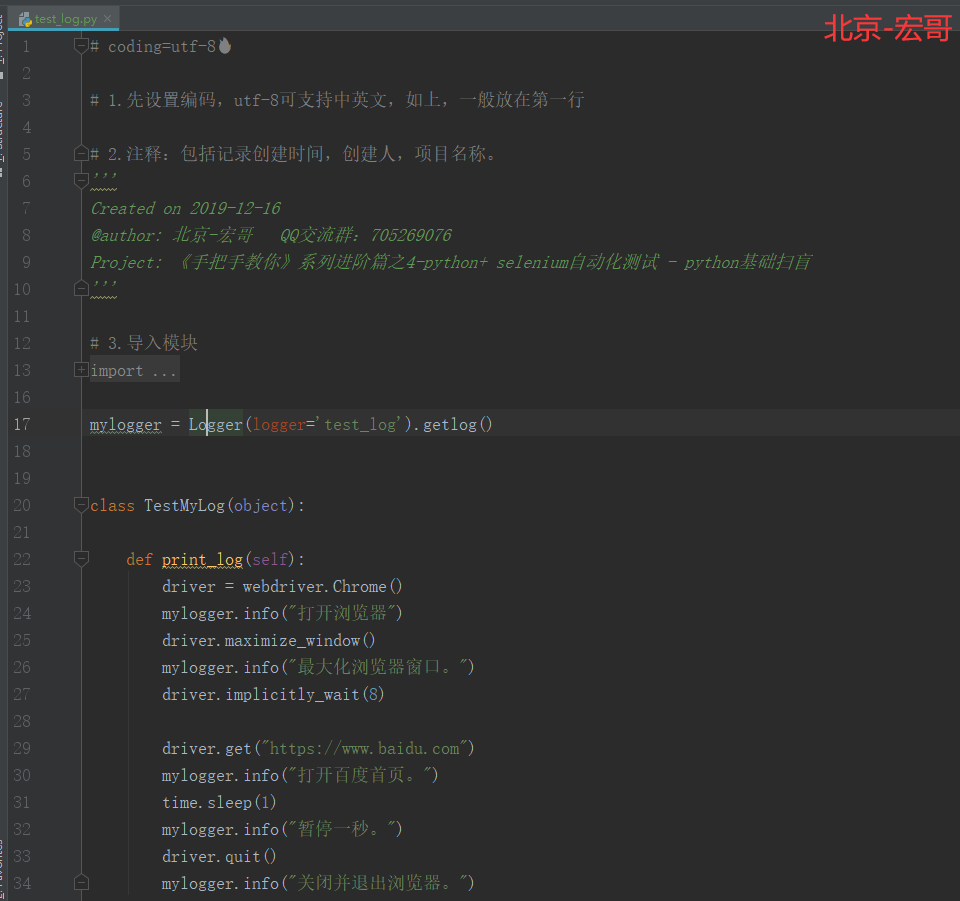 test_log.py
北京-宏哥
1 # coding=utf-8
2
3 # 1.先设置编码，utf-8可支持中英文，如上，一般放在第一行
4
5 # 2.注释：包括记录创建时间，创建人，项目名称。
6 '''
7 Created on 2019-12-16
8 @author: 北京-宏哥   QQ交流群：705269076
9 Project: 《手把手教你》系列进阶篇之4-python+ selenium自动化测试 - python基础扫盲
10 '''
11
12 # 3.导入模块
13 import ...
16
17 mylogger = Logger(logger='test_log').getlog()
18
19
20 class TestMyLog(object):
21
22     def print_log(self):
23         driver = webdriver.Chrome()
24         mylogger.info("打开浏览器")
25         driver.maximize_window()
26         mylogger.info("最大化浏览器窗口。")
27         driver.implicitly_wait(8)
28
29         driver.get("https://www.baidu.com")
30         mylogger.info("打开百度首页。")
31         time.sleep(1)
32         mylogger.info("暂停一秒。")
33         driver.quit()
34         mylogger.info("关闭并退出浏览器。")